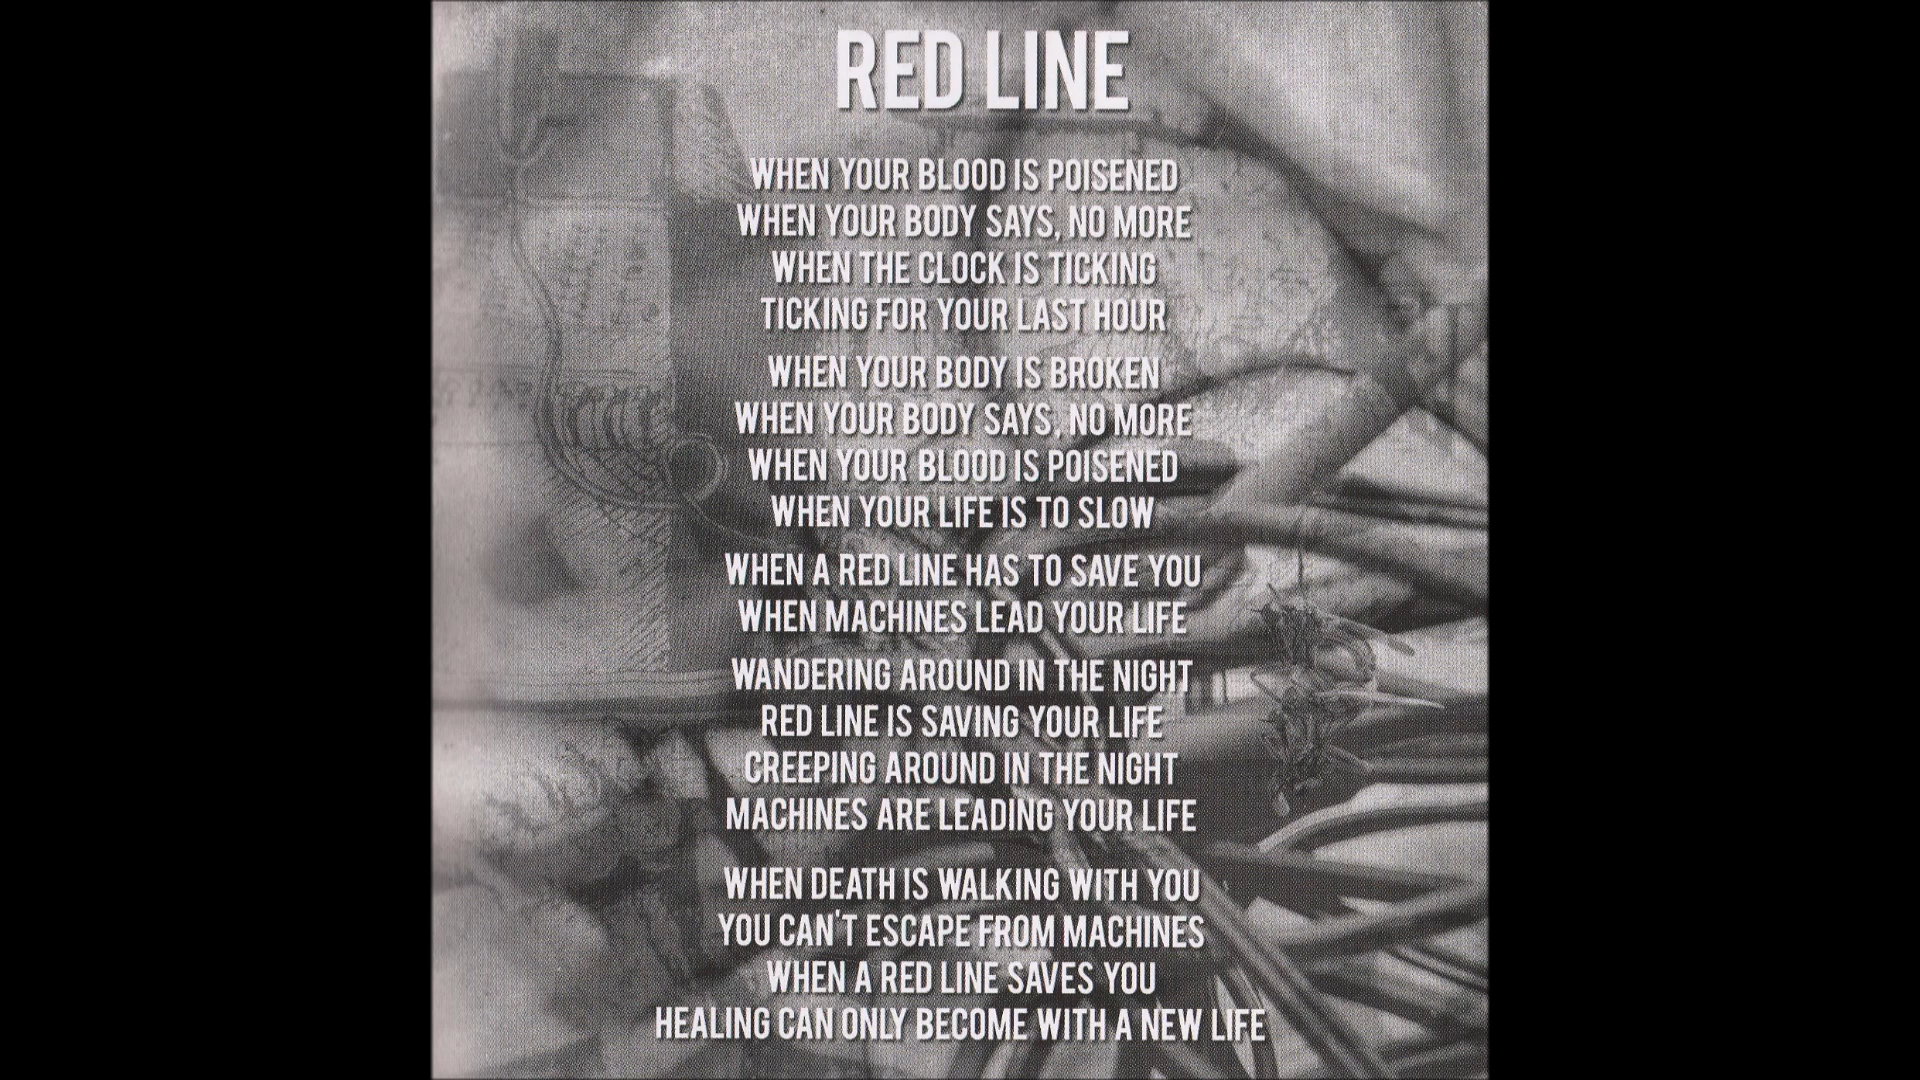 RED LINE
WHEN YOUR BLOOD IS POISENED
WHEN YOUR BODY SAYS, NO MORE
WHEN THE CLOCK IS TICKING
TICKING FOR YOUR LAST HOUR
WHEN YOUR BODY IS BROKEN
WHEN YOUR BODY SAYS, NO MORE
WHEN YOUR BLOOD IS POISENED
WHEN YOUR LIFE IS TO SLOW
WHEN A RED LINE HAS TO SAVE YOU
WHEN MACHINES LEAD YOUR LIFE
WANDERING AROUND IN THE NIGHT
RED LINE IS SAVING YOUR LIFE
CREEPING AROUND IN THE NIGHT
MACHINES ARE LEADING YOUR LIFE
WHEN DEATH IS WALKING WITH YOU
YOU CAN'T ESCAPE FROM MACHINES
WHEN A RED LINE SAVES YOU
HEALING CAN ONLY BECOME WITH A NEW LIFE